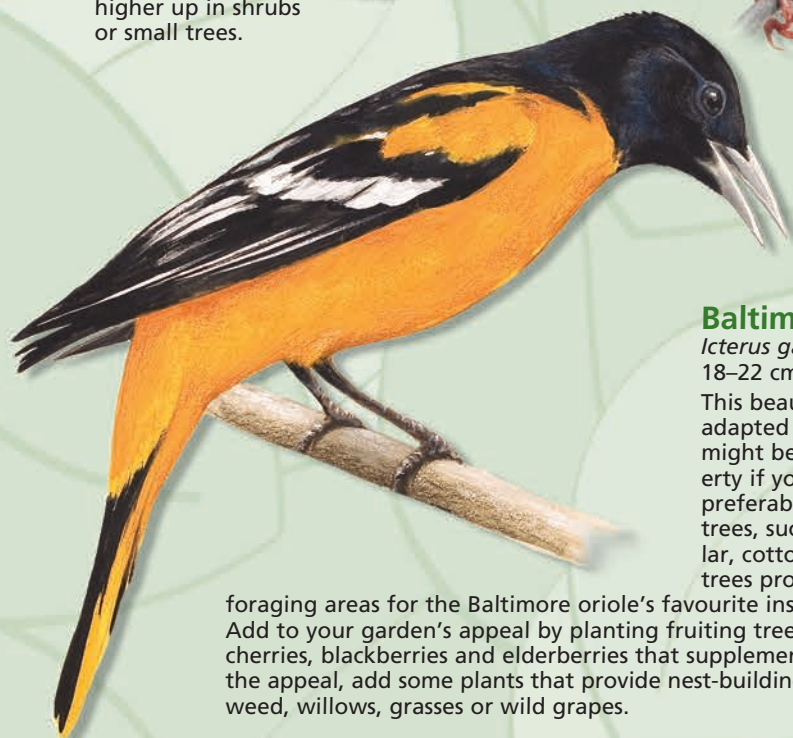 higher up in shrubs
or small trees.
Baltim
Icterus ga
18–22 cm
This beau
adapted
might be
erty if yo
preferab
trees, suc
lar, cotto
trees pro
foraging areas for the Baltimore oriole's favourite ins
Add to your garden's appeal by planting fruiting tree
cherries, blackberries and elderberries that supplemen
the appeal, add some plants that provide nest-building
weed, willows, grasses or wild grapes.